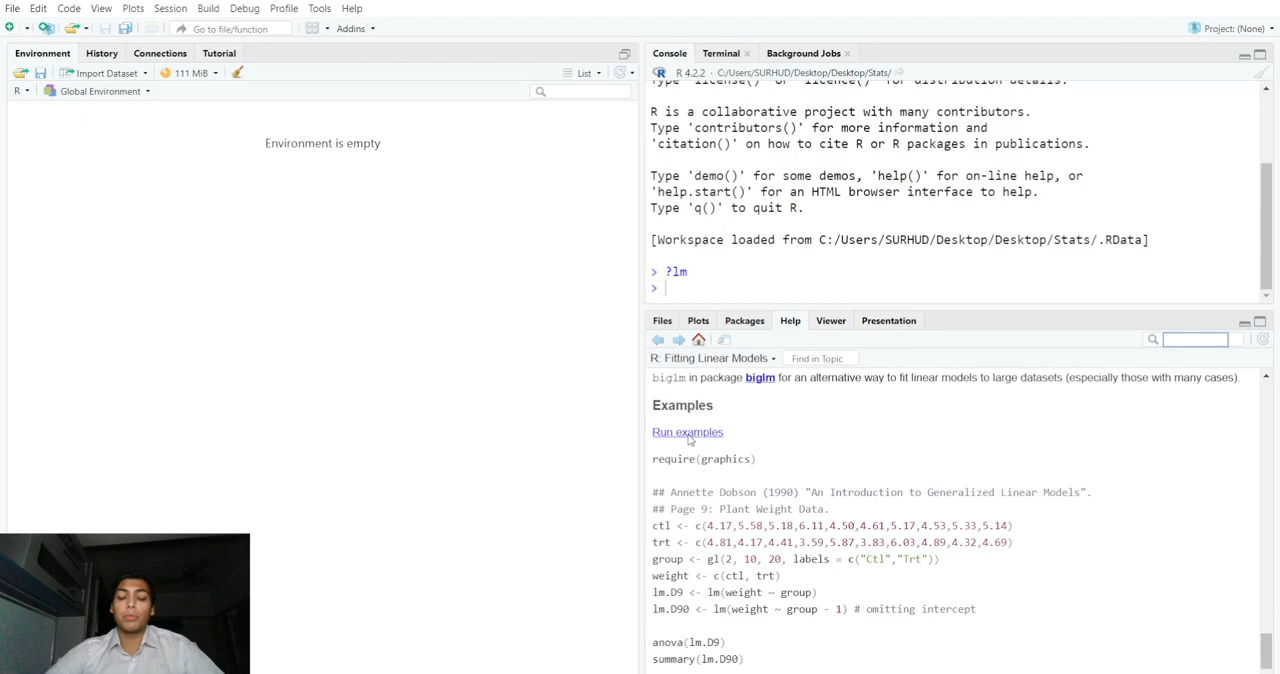 File Edit Code View Plots Session Build Debug Profile Tools Help
Go to file/function Addins Project: (None)
Environment History Connections Tutorial
Import Dataset 111 MiB List
R Global Environment
Environment is empty
Console Terminal Background Jobs
R 4.2.2 · C:/Users/SURHUD/Desktop/Desktop/Stats/
Type 'license()' or 'licence()' for distribution details.
R is a collaborative project with many contributors.
Type 'contributors()' for more information and
'citation()' on how to cite R or R packages in publications.
Type 'demo()' for some demos, 'help()' for on-line help, or
'help.start()' for an HTML browser interface to help.
Type 'q()' to quit R.
[Workspace loaded from C:/Users/SURHUD/Desktop/Desktop/Stats/.RData]
> ?lm
>
Files Plots Packages Help Viewer Presentation
R: Fitting Linear Models Find in Topic
biglm in package biglm for an alternative way to fit linear models to large datasets (especially those with many cases).
Examples
Run examples
require(graphics)
## Annette Dobson (1990) "An Introduction to Generalized Linear Models".
## Page 9: Plant Weight Data.
ctl <- c(4.17,5.58,5.18,6.11,4.50,4.61,5.17,4.53,5.33,5.14)
trt <- c(4.81,4.17,4.41,3.59,5.87,3.83,6.03,4.89,4.32,4.69)
group <- gl(2, 10, 20, labels = c("Ctl","Trt"))
weight <- c(ctl, trt)
lm.D9 <- lm(weight ~ group)
lm.D90 <- lm(weight ~ group - 1) # omitting intercept
anova(lm.D9)
summary(lm.D90)